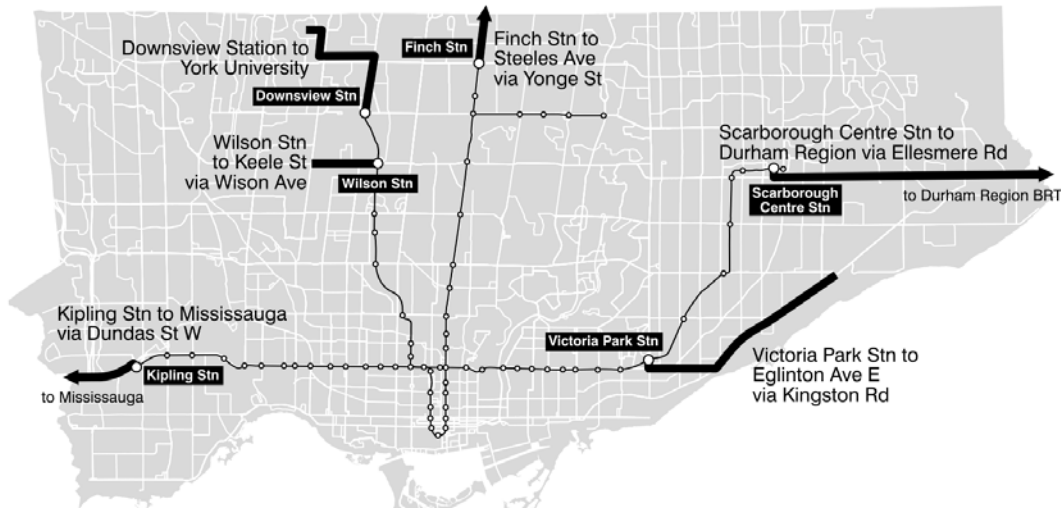 Downsview Station to
York University
Downsview Stn
Finch Stn
Finch Stn to
Steeles Ave
via Yonge St
Wilson Stn
to Keele St
via Wison Ave
Wilson Stn
Scarborough Centre Stn to
Durham Region via Ellesmere Rd
Scarborough
Centre Stn
to Durham Region BRT
Kipling Stn to Mississauga
via Dundas St W
Kipling Stn
to Mississauga
Victoria Park Stn
Victoria Park Stn to
Eglinton Ave E
via Kingston Rd